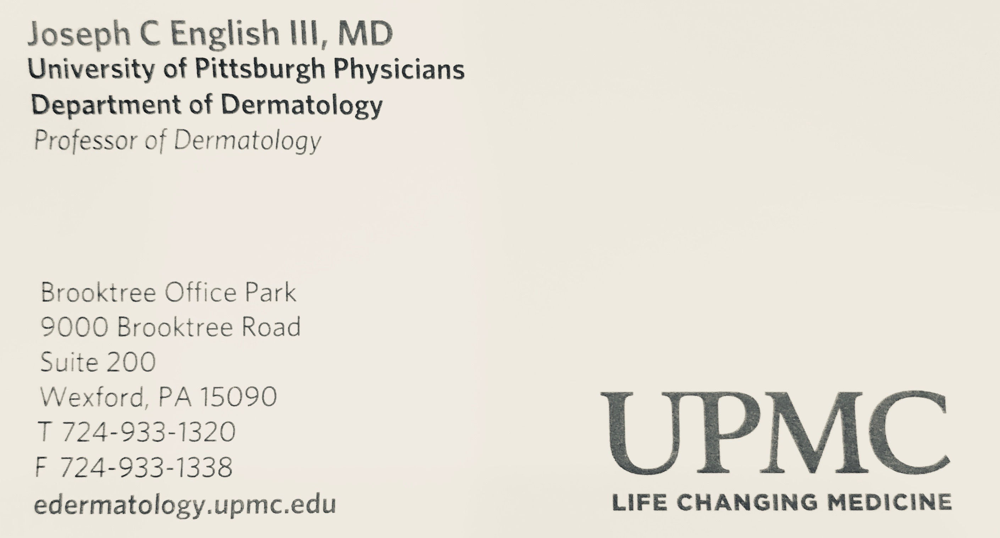 Joseph C English III, MD
University of Pittsburgh Physicians
Department of Dermatology
Professor of Dermatology
Brooktree Office Park
9000 Brooktree Road
Suite 200
Wexford, PA 15090
T 724-933-1320
F 724-933-1338
edermatology.upmc.edu
UPMC
LIFE CHANGING MEDICINE